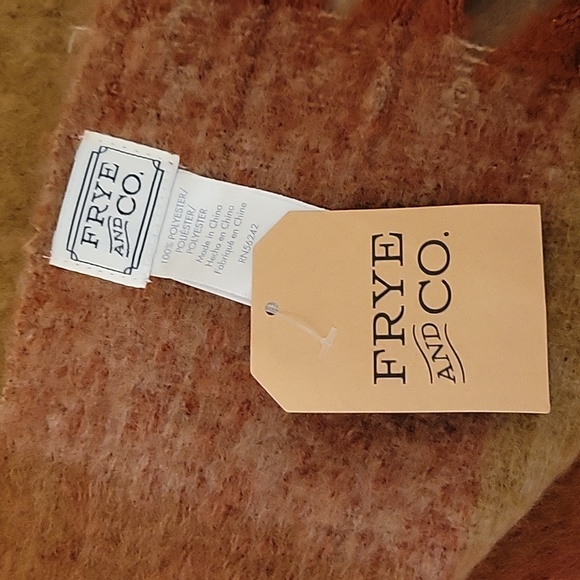 FRYE
AND CO.
100% POLYESTER/
POLIÉSTER/
POLYESTER
Made in China
Hecho en China
Fabriqué en Chine
RN56242
FRYE
AND CO.